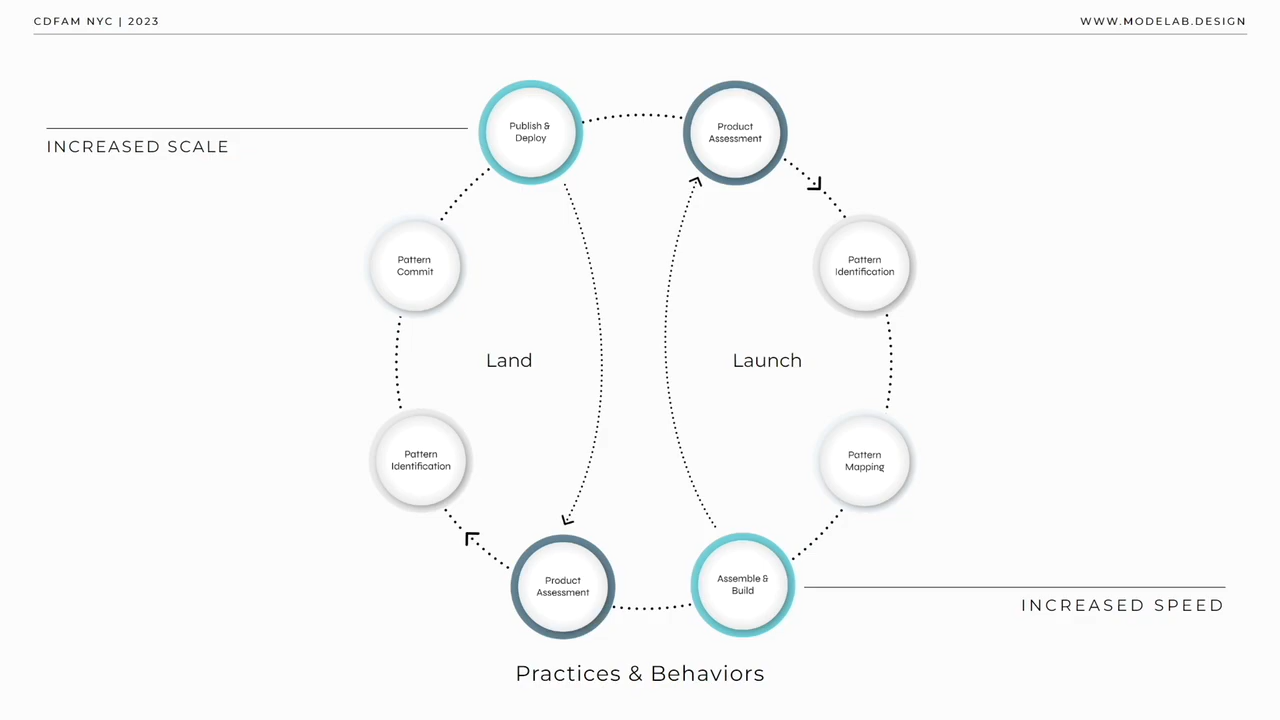 CDFAM NYC | 2023
WWW.MODELAB.DESIGN
Publish &
Deploy
Product
Assessment
INCREASED SCALE
Pattern
Commit
Pattern
Identification
Land
Launch
Pattern
Identification
Pattern
Mapping
Product
Assessment
Assemble &
Build
INCREASED SPEED
Practices & Behaviors